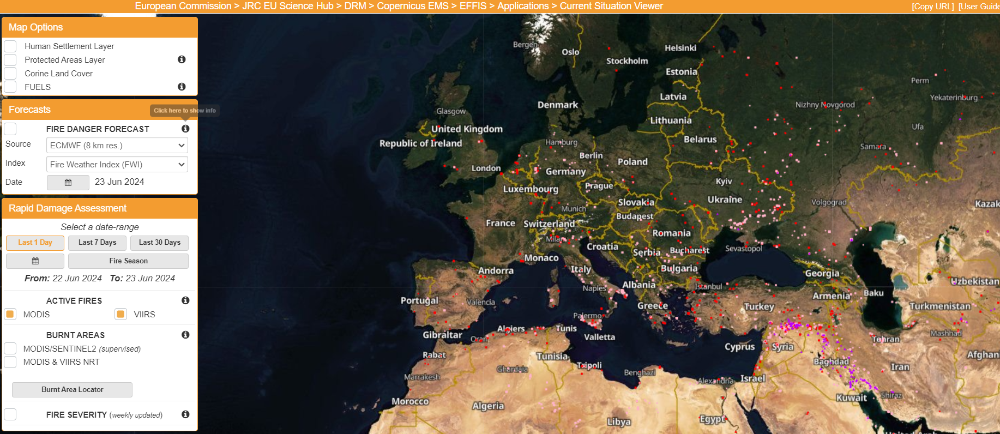 European Commission > JRC EU Science Hub > DRM > Copernicus EMS > EFFIS > Applications > Current Situation Viewer
[Copy URL] [User Guide
Map Options
Human Settlement Layer
Protected Areas Layer
Corine Land Cover
FUELS
Forecasts
Click here to show info
FIRE DANGER FORECAST
Source
ECMWF (8 km res.)
Index
Fire Weather Index (FWI)
Date
23 Jun 2024
Rapid Damage Assessment
Select a date-range
Last 1 Day
Last 7 Days
Last 30 Days
Fire Season
From: 22 Jun 2024 To: 23 Jun 2024
ACTIVE FIRES
MODIS
VIIRS
BURNT AREAS
MODIS/SENTINEL2 (supervised)
MODIS & VIIRS NRT
Burnt Area Locator
FIRE SEVERITY (weekly updated)
Bergen
Oslo
Helsinki
Stockholm
Estonia
Perm
Latvia
Yekaterinburg
Denmark
Nizhny Novgorod
Glasgow
Lithuania
United Kingdom
Ufa
Republic of Ireland
Hamburg
Belarus
Samara
Berlin
Poland
London
Germany
Kyiv
Luxembourg
Prague
Ukraine
Slovakia
Volgograd
Kazak
Munich
Budapest
France
Switzerland
Romania
Mila
Croatia
Serbia
Bucharest
Sevastopol
Monaco
Andorra
Italy
Bulgaria
Georgia
Uzbekistan
Naples
Albania
Istanbul
Armenia
Baku
Portugal
Valencia
Greece
Turkey
Turkmenistan
Palermo
Algiers
Tunis
Mashhad
Gibraltar
Oran
Valletta
Tehran
Cyprus
Syria
Rabat
Tunisia
Baghdad
Afghan
Tripoli
Iran
Ghardaia
Benghazi
Marrakesh
Alexandria
Israel
Kuwait
Shiraz
Morocco
Algeria
Libya
Egypt